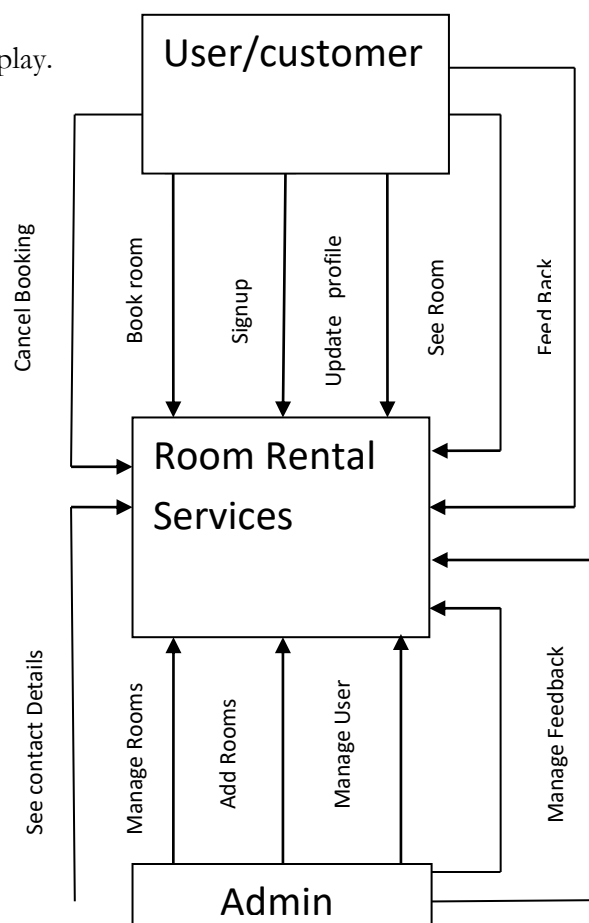 play.
User/customer
Cancel Booking
Book room
Signup
Update profile
See Room
Feed Back
Room Rental
Services
See contact Details
Manage Rooms
Add Rooms
Manage User
Manage Feedback
Admin